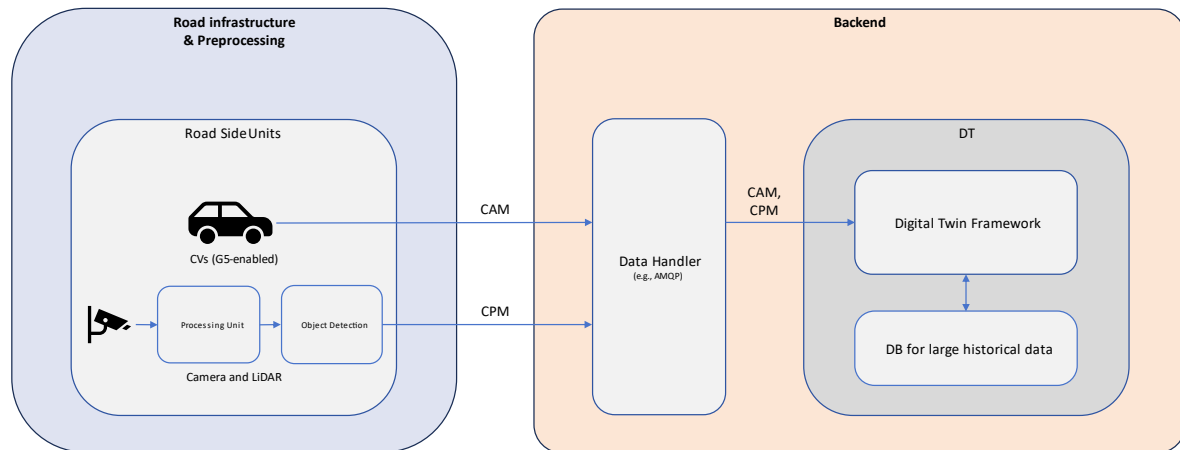 Road infrastructure
& Preprocessing
Road Side Units
CVs (G5-enabled)
Processing Unit
Object Detection
Camera and LiDAR
CAM
CPM
Backend
Data Handler
(e.g., AMQP)
CAM,
CPM
DT
Digital Twin Framework
DB for large historical data